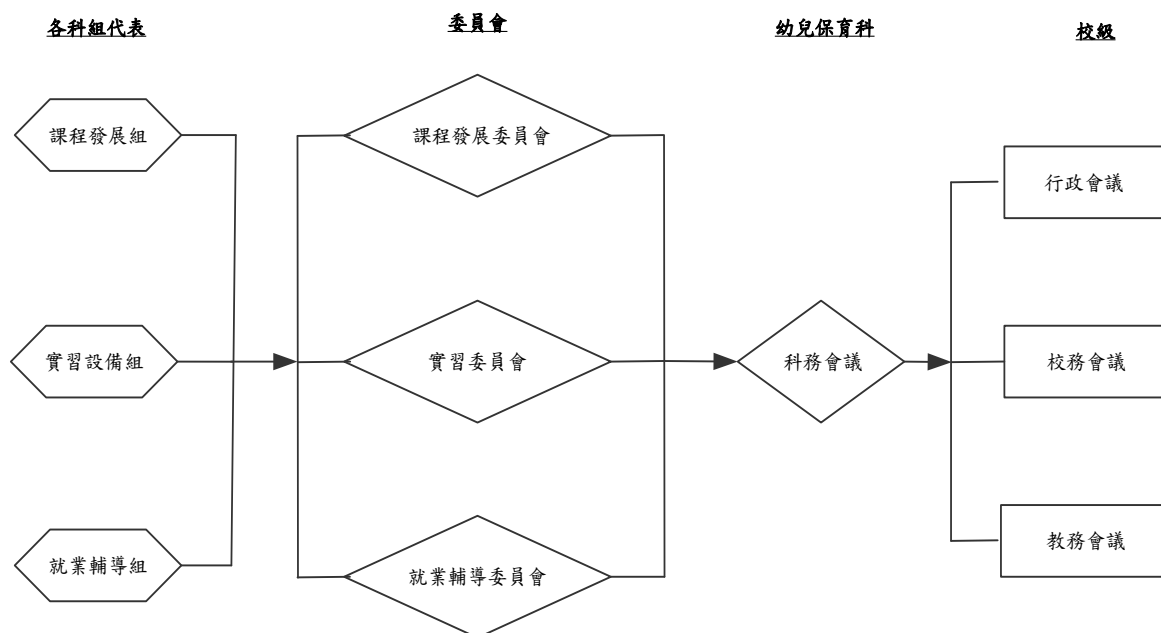 各科組代表
委員會
幼兒保育科
校級
課程發展組
課程發展委員會
行政會議
實習設備組
實習委員會
科務會議
校務會議
就業輔導組
就業輔導委員會
教務會議